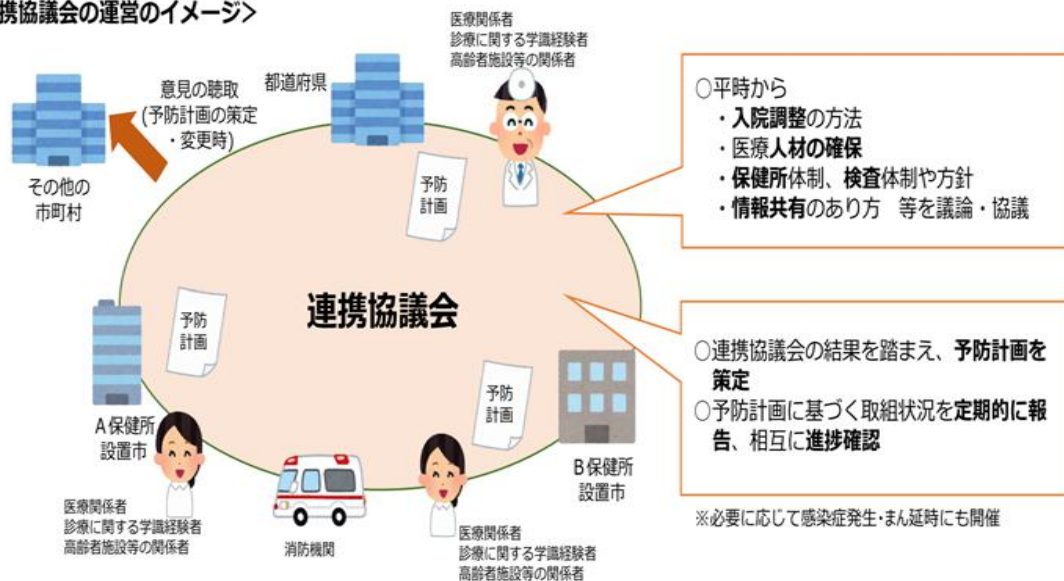 携協議会の運営のイメージ>
医療関係者
診療に関する学識経験者
高齢者施設等の関係者
都道府県
意見の聴取
(予防計画の策定
・変更時)
その他の
市町村
予防
計画
○平時から
・入院調整の方法
・医療人材の確保
・保健所体制、検査体制や方針
・情報共有のあり方 等を議論・協議
連携協議会
予防
計画
予防
計画
○連携協議会の結果を踏まえ、予防計画を
策定
○予防計画に基づく取組状況を定期的に報
告、相互に進捗確認
A保健所
設置市
B保健所
設置市
医療関係者
診療に関する学識経験者
高齢者施設等の関係者
消防機関
医療関係者
診療に関する学識経験者
高齢者施設等の関係者
※必要に応じて感染症発生・まん延時にも開催